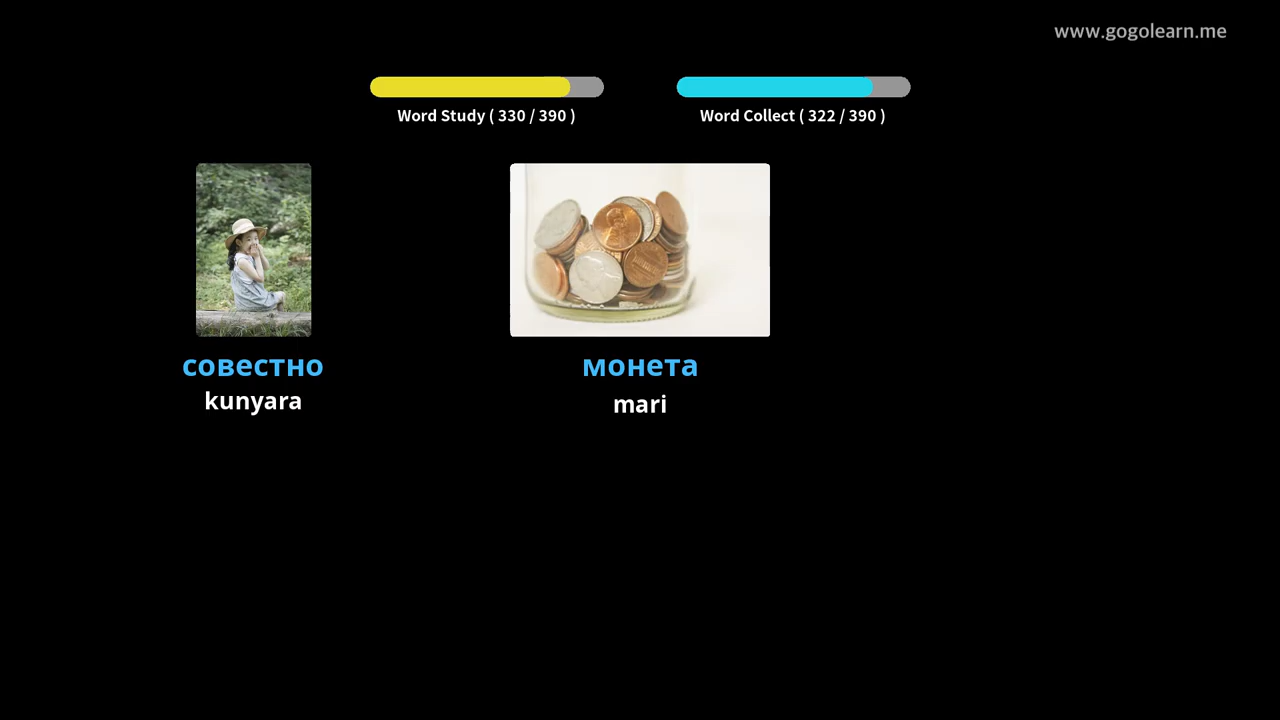 www.gogolearn.me
Word Study ( 330 / 390 )
Word Collect ( 322 / 390 )
совестно
kunyara
монета
mari